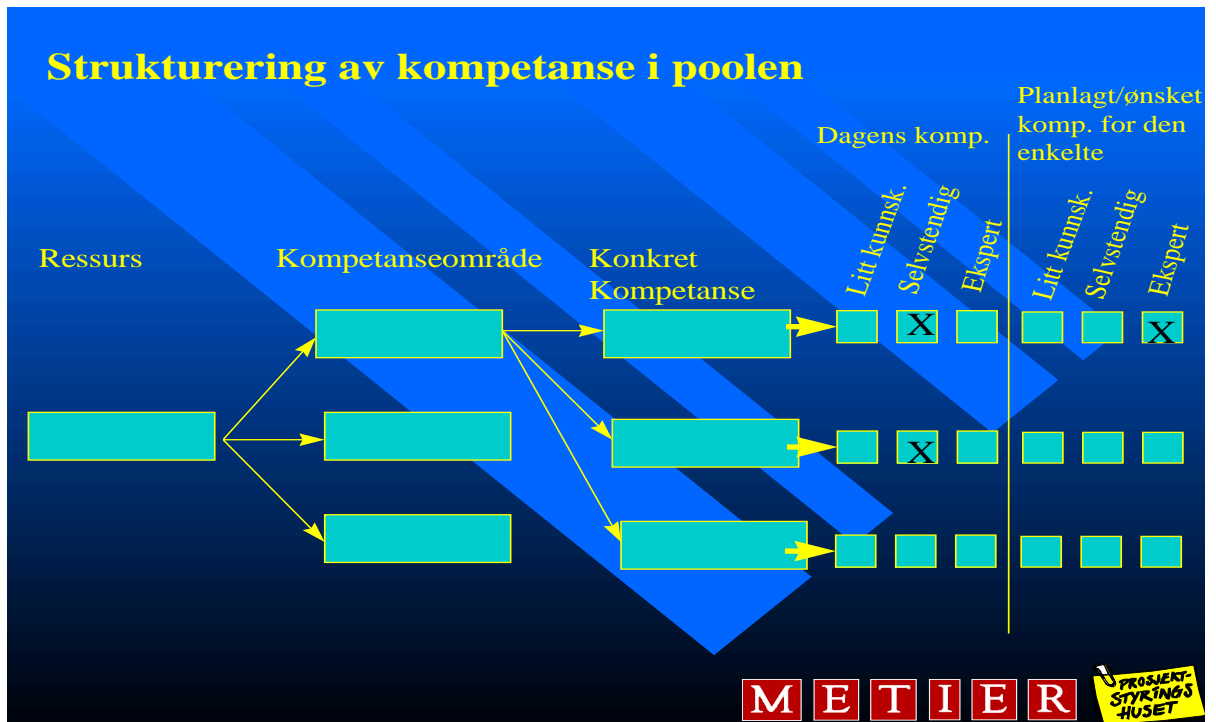 Strukturering av kompetanse i poolen
Planlagt/ønsket
komp. for den
enkelte
Dagens komp.
Litt kunnsk.
Selvstendig
Ekspert
Litt kunnsk.
Selvstendig
Ekspert
Ressurs
Kompetanseområde
Konkret
Kompetanse
X
X
X
METIER
PROSJEKT-
STYRINGS
HUSET